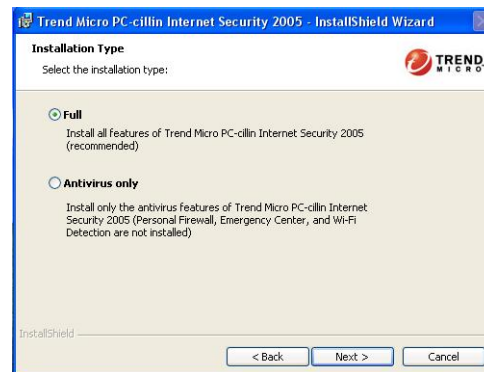 Trend Micro PC-cillin Internet Security 2005 - InstallShield Wizard
Installation Type
Select the installation type:
TREND
MICRO
Full
Install all features of Trend Micro PC-cillin Internet Security 2005
(recommended)
Antivirus only
Install only the antivirus features of Trend Micro PC-cillin Internet
Security 2005 (Personal Firewall, Emergency Center, and Wi-Fi
Detection are not installed)
InstallShield
< Back
Next >
Cancel